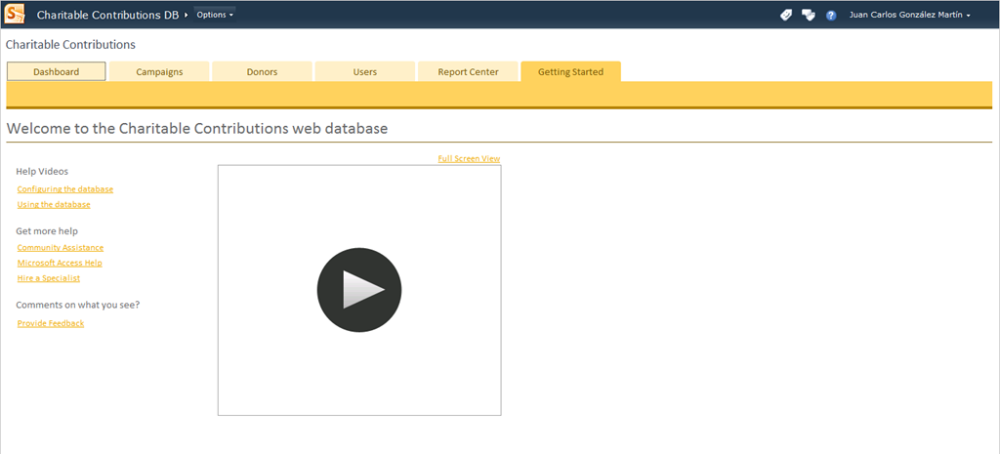 Charitable Contributions DB Options Juan Carlos González Martín
Charitable Contributions
Dashboard Campaigns Donors Users Report Center Getting Started
Welcome to the Charitable Contributions web database
Full Screen View
Help Videos
Configuring the database
Using the database
Get more help
Community Assistance
Microsoft Access Help
Hire a Specialist
Comments on what you see?
Provide Feedback